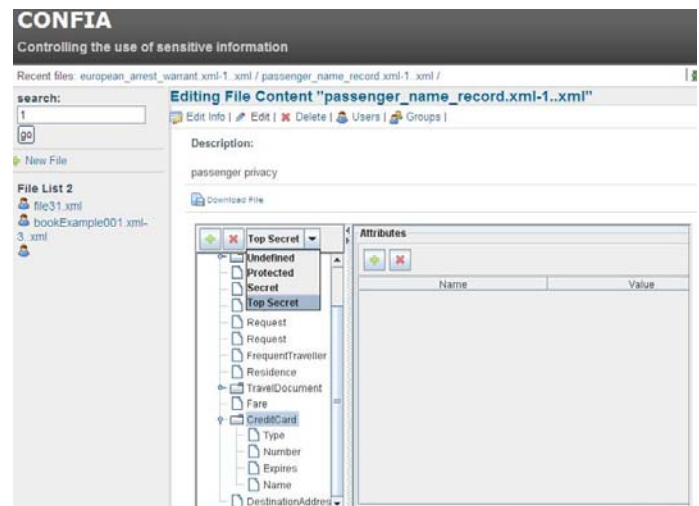 CONFIA
Controlling the use of sensitive information
Recent files: european_arrest_warrant.xml-1..xml / passenger_name_record.xml-1..xml /
search:
1
go
New File
File List 2
file31.xml
bookExample001.xml-
3..xml
Editing File Content "passenger_name_record.xml-1..xml"
Edit Info | Edit | Delete | Users | Groups |
Description:
passenger privacy
Download File
Top Secret
Undefined
Protected
Secret
Top Secret
Request
Request
FrequentTraveller
Residence
TravelDocument
Fare
CreditCard
Type
Number
Expires
Name
DestinationAddres
Attributes
Name Value